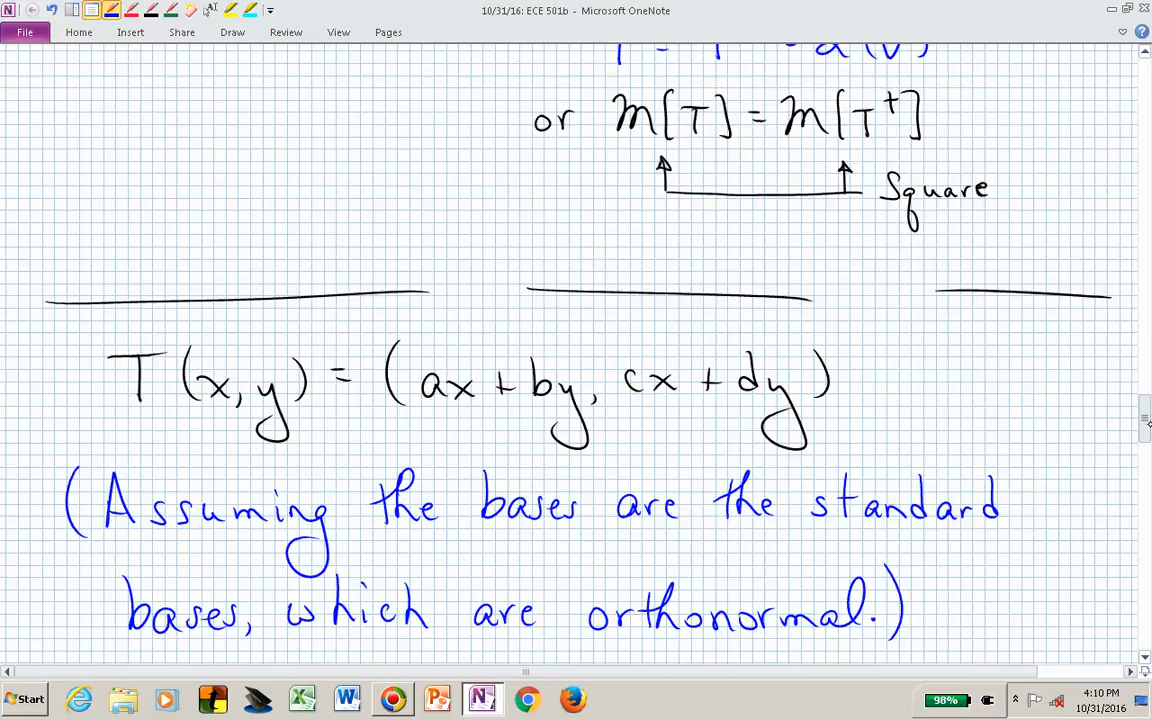 10/31/16: ECE 501b - Microsoft OneNote
File Home Insert Share Draw Review View Pages
or m[T] = m[T†]
Square
T(x, y) = (ax + by, cx + dy)
(Assuming the bases are the standard
bases, which are orthonormal.)
Start
98%
4:10 PM
10/31/2016